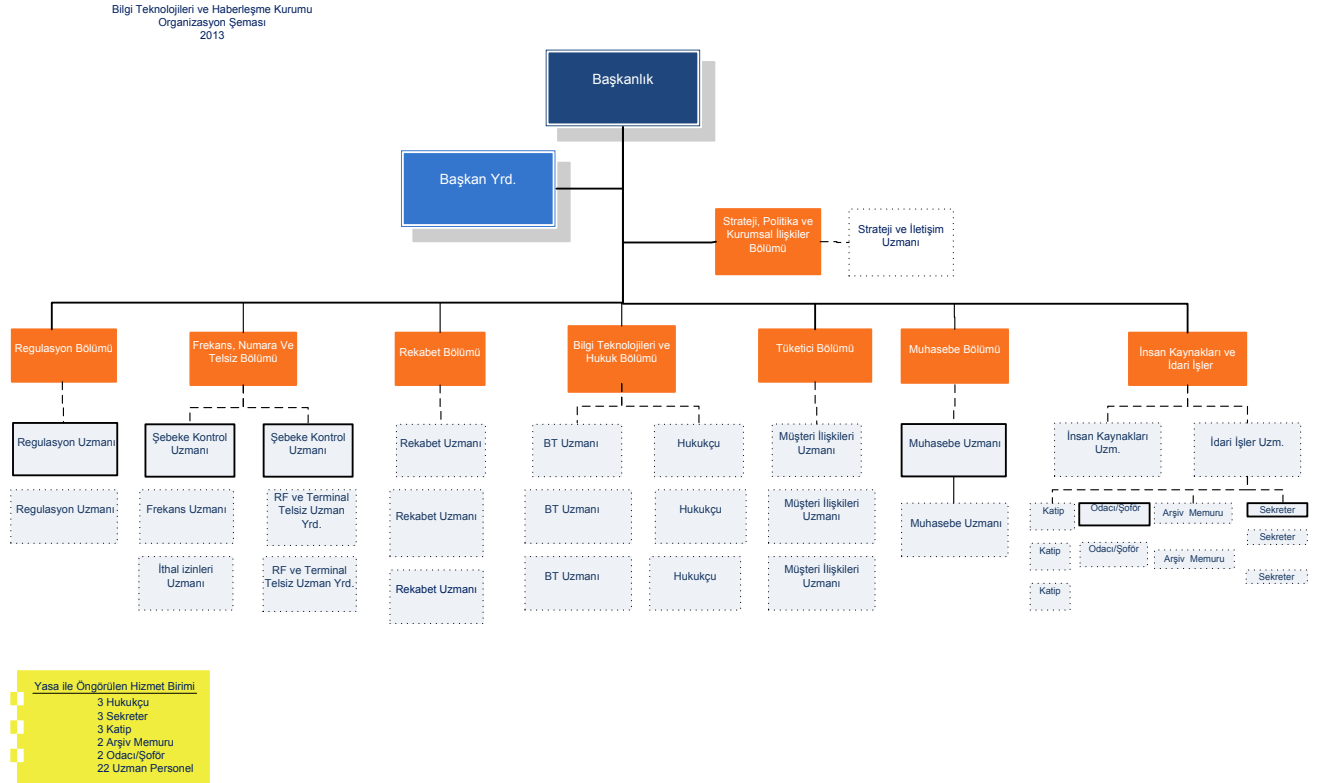 Bilgi Teknolojileri ve Haberleşme Kurumu
Organizasyon Şeması
2013
Başkanlık
Başkan Yrd.
Strateji, Politika ve
Kurumsal İlişkiler
Bölümü
Strateji ve İletişim
Uzmanı
Regulasyon Bölümü
Frekans, Numara Ve
Telsiz Bölümü
Rekabet Bölümü
Bilgi Teknolojileri ve
Hukuk Bölümü
Tüketici Bölümü
Muhasebe Bölümü
İnsan Kaynakları ve
İdari İşler
Regulasyon Uzmanı
Şebeke Kontrol
Uzmanı
Şebeke Kontrol
Uzmanı
Rekabet Uzmanı
BT Uzmanı
Hukukçu
Müşteri İlişkileri
Uzmanı
Muhasebe Uzmanı
İnsan Kaynakları
Uzm.
İdari İşler Uzm.
Regulasyon Uzmanı
Frekans Uzmanı
RF ve Terminal
Telsiz Uzman
Yrd.
Rekabet Uzmanı
BT Uzmanı
Hukukçu
Müşteri İlişkileri
Uzmanı
Muhasebe Uzmanı
Katip
Odacı/Şoför
Arşiv Memuru
Sekreter
Sekreter
Katip
Odacı/Şoför
Arşiv Memuru
Sekreter
Katip
İthal izinleri
Uzmanı
RF ve Terminal
Telsiz Uzman Yrd.
Rekabet Uzmanı
BT Uzmanı
Hukukçu
Müşteri İlişkileri
Uzmanı
Yasa ile Öngörülen Hizmet Birimi
3 Hukukçu
3 Sekreter
3 Katip
2 Arşiv Memuru
2 Odacı/Şoför
22 Uzman Personel